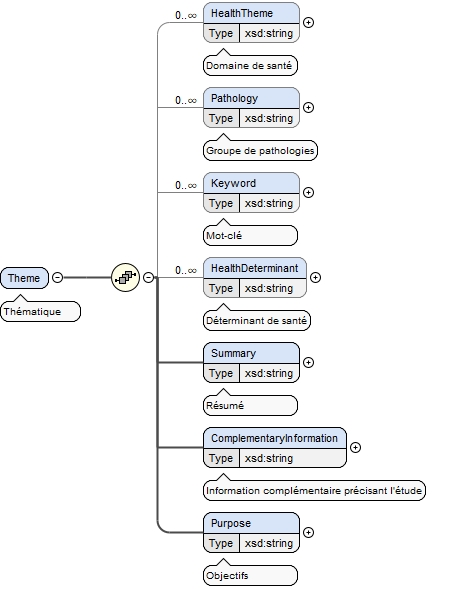 0..∞
HealthTheme
Type xsd:string
Domaine de santé
0..∞
Pathology
Type xsd:string
Groupe de pathologies
0..∞
Keyword
Type xsd:string
Mot-clé
0..∞
HealthDeterminant
Type xsd:string
Déterminant de santé
Theme
Thématique
Summary
Type xsd:string
Résumé
ComplementaryInformation
Type xsd:string
Information complémentaire précisant l'étude
Purpose
Type xsd:string
Objectifs